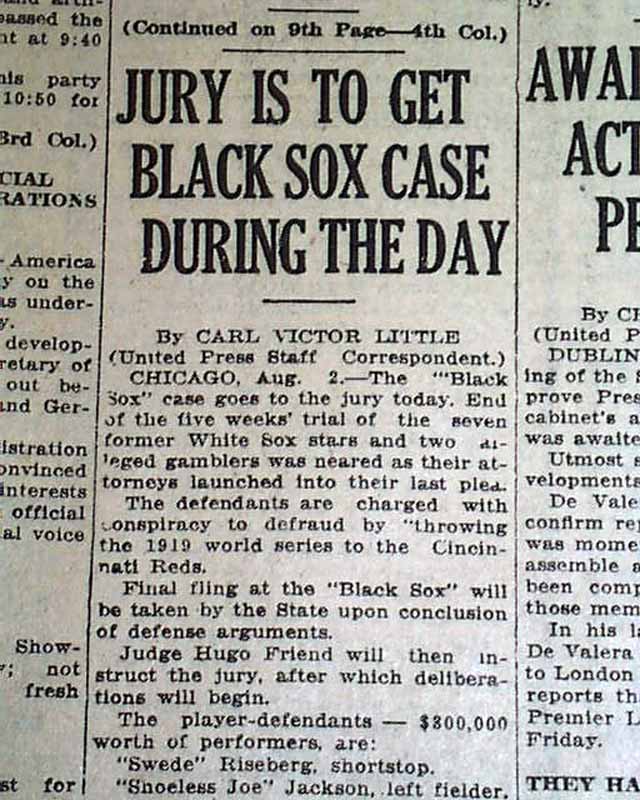 assed the
nt at 9:40
his party
10:50 for
3rd Col.)
CIAL
RATIONS
America
y on the
as under-
y.
develop-
retary of
out be-
and Ger-
istration
onvinced
interests
official
al voice
Show-
not
fresh
st for
(Continued on 9th Page—4th Col.)
JURY IS TO GET
BLACK SOX CASE
DURING THE DAY
By CARL VICTOR LITTLE
(United Press Staff Correspondent.)
CHICAGO, Aug. 2.—The "'Black
Sox" case goes to the jury today. End
of the five weeks' trial of the seven
former White Sox stars and two al-
leged gamblers was neared as their at-
torneys launched into their last plea.
The defendants are charged with
conspiracy to defraud by "throwing
the 1919 world series to the Cincin-
nati Reds.
Final fling at the "Black Sox" will
be taken by the State upon conclusion
of defense arguments.
Judge Hugo Friend will then in-
struct the jury, after which delibera-
tions will begin.
The player-defendants — $300,000
worth of performers, are:
"Swede" Riseberg, shortstop.
"Shoeless Joe" Jackson, left fielder.
AWAI
ACT
PE
By CH
(United P
DUBLIN
ing of the S
prove Pres
cabinet's a
was awaite
Utmost s
velopments
De Vale
confirm rep
was mome
assemble a
been comp
those mem
In his la
De Valera
to London
reports th
Premier L
Friday.
THEY HA